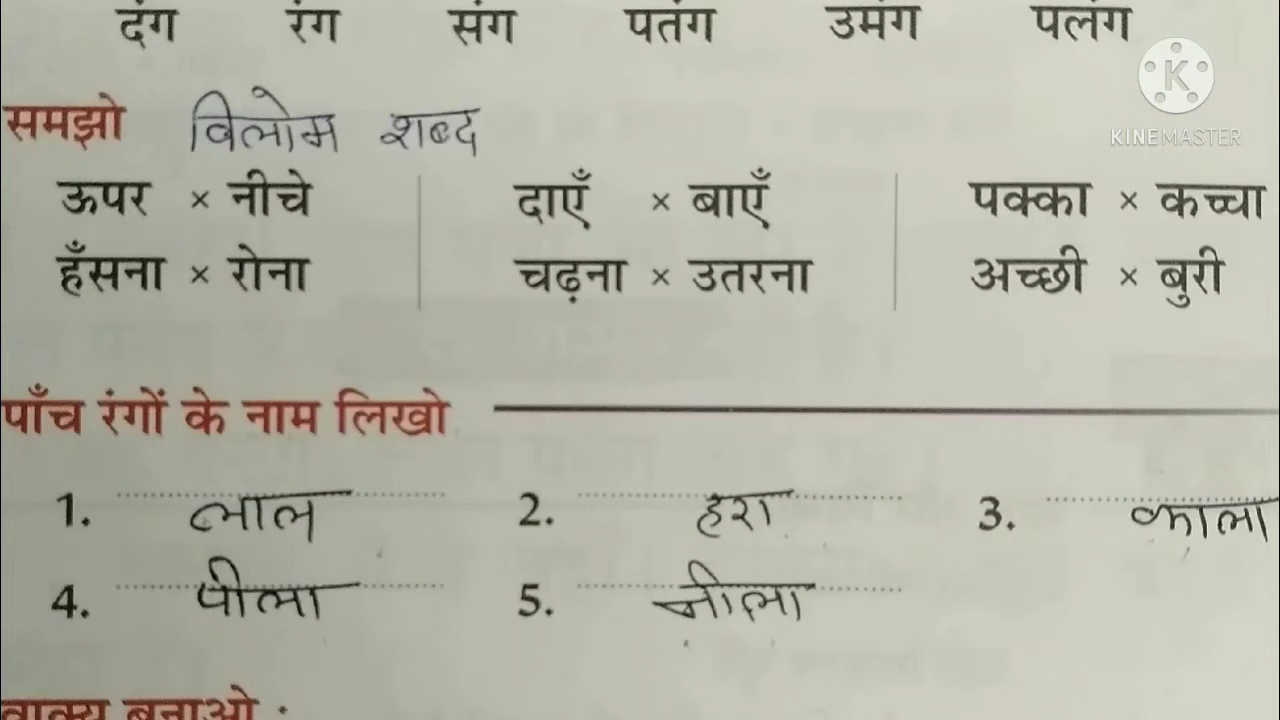 दंग रंग संग पतंग उमंग पलंग
K
KINEMASTER
समझो विलोम शब्द
ऊपर × नीचे दाएँ × बाएँ पक्का × कच्चा
हँसना × रोना चढ़ना × उतरना अच्छी × बुरी
पाँच रंगों के नाम लिखो
1. लाल 2. हरा 3. काला
4. पीला 5. नीला
वाक्य बनाओ :